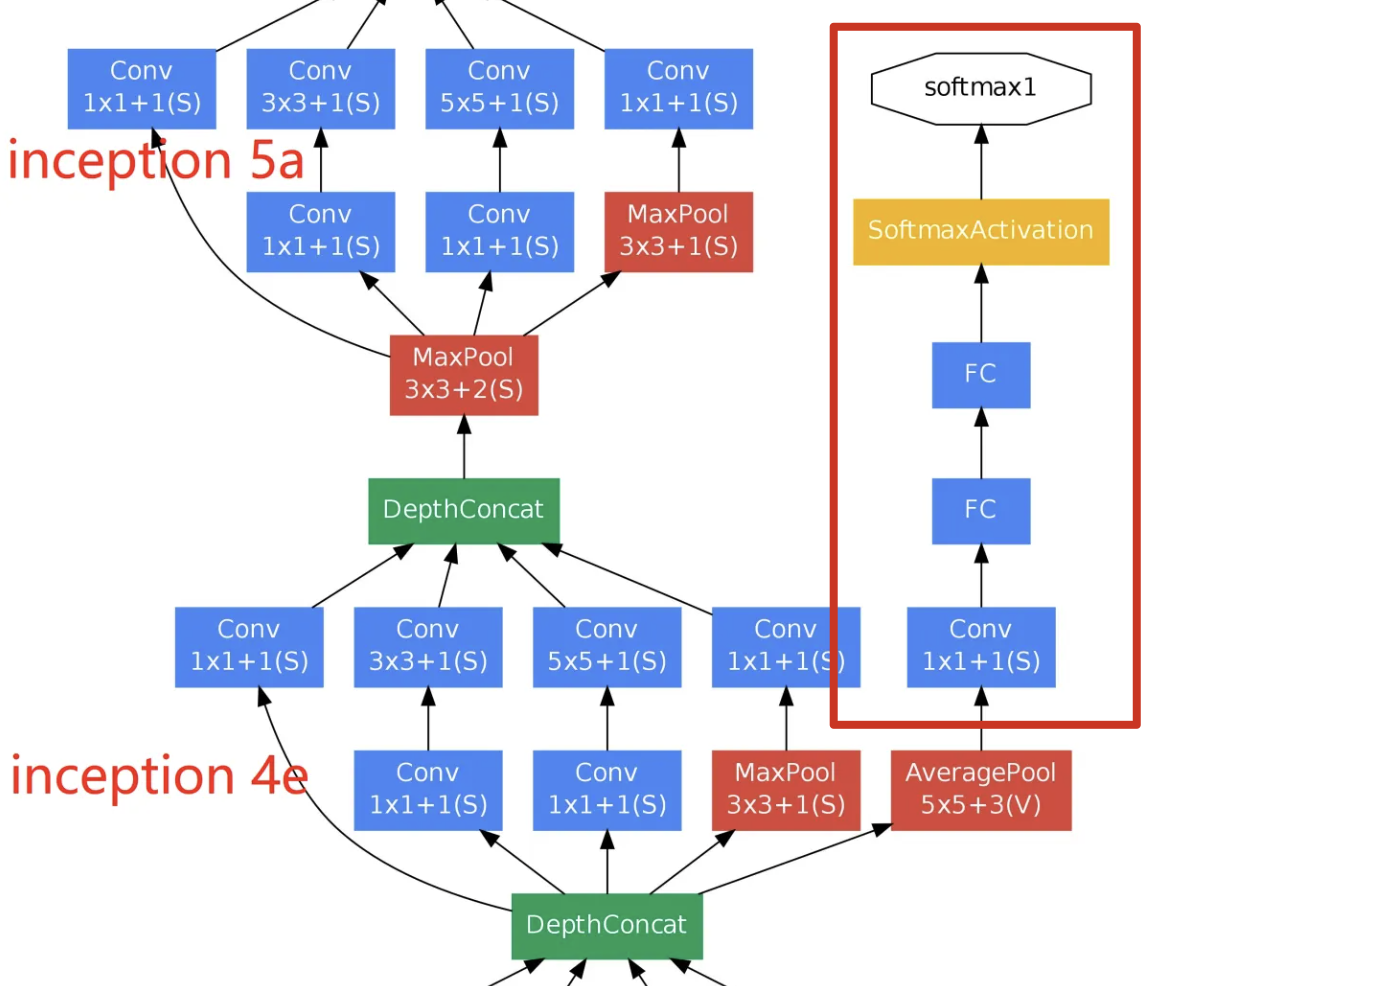 Conv
1x1+1(S)
Conv
3x3+1(S)
Conv
5x5+1(S)
Conv
1x1+1(S)
softmax1
inception 5a
Conv
1x1+1(S)
Conv
1x1+1(S)
MaxPool
3x3+1(S)
SoftmaxActivation
MaxPool
3x3+2(S)
FC
DepthConcat
FC
Conv
1x1+1(S)
Conv
3x3+1(S)
Conv
5x5+1(S)
Conv
1x1+1(S)
Conv
1x1+1(S)
inception 4e
Conv
1x1+1(S)
Conv
1x1+1(S)
MaxPool
3x3+1(S)
AveragePool
5x5+3(V)
DepthConcat